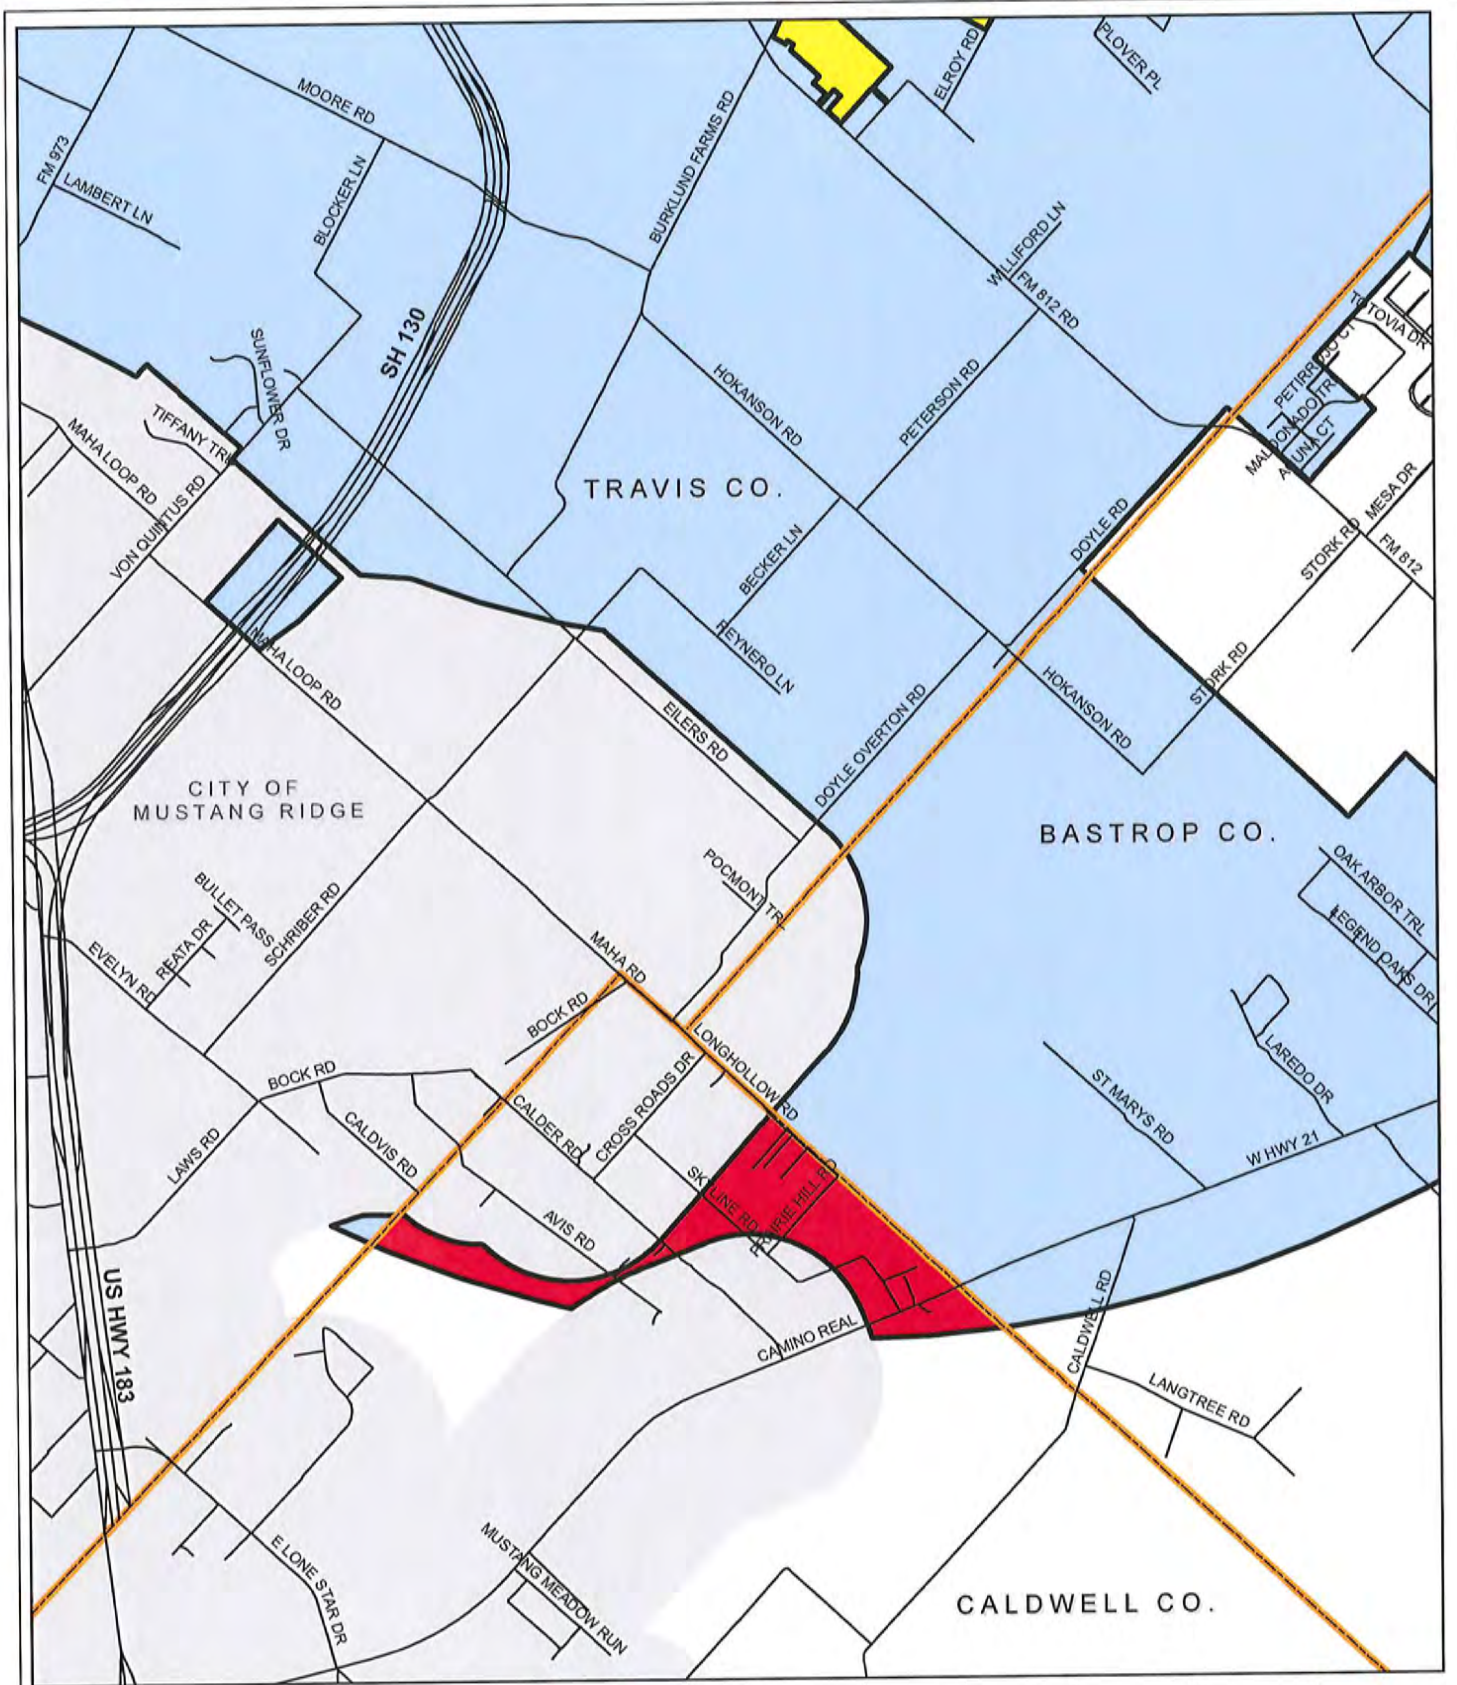 PLOVER PL
ELROY RD
MOORE RD
BURKLUND FARMS RD
FM 973
LAMBERT LN
BLOCKER LN
WILLIFORD LN
FM 812 RD
SH 130
SUNFLOWER DR
TOTOVIA DR
HOKANSON RD
PETERSON RD
MALDONADO TRL
TIFFANY TRL
MAHA LOOP RD
VON QUINTUS RD
TRAVIS CO.
DOYLE RD
MESA DR
STORK RD
FM 812
BECKER LN
REYNERO LN
MAHA LOOP RD
STORK RD
HOKANSON RD
EILERS RD
DOYLE OVERTON RD
CITY OF
MUSTANG RIDGE
BASTROP CO.
OAK ARBOR TRL
LEGEND OAKS DR
POCMONT TRL
BULLET PASS
SCHRIBER RD
REATA DR
EVELYN RD
MAHA RD
BOCK RD
LONGHOLLOW RD
LAREDO DR
ST MARYS RD
BOCK RD
CALDVIS RD
CALDER RD
CROSS ROADS DR
LAWS RD
W HWY 21
SKYLINE RD
PRAIRIE HILL RD
AVIS RD
US HWY 183
CAMINO REAL
CALDWELL RD
LANGTREE RD
E LONE STAR DR
MUSTANG MEADOW RUN
CALDWELL CO.